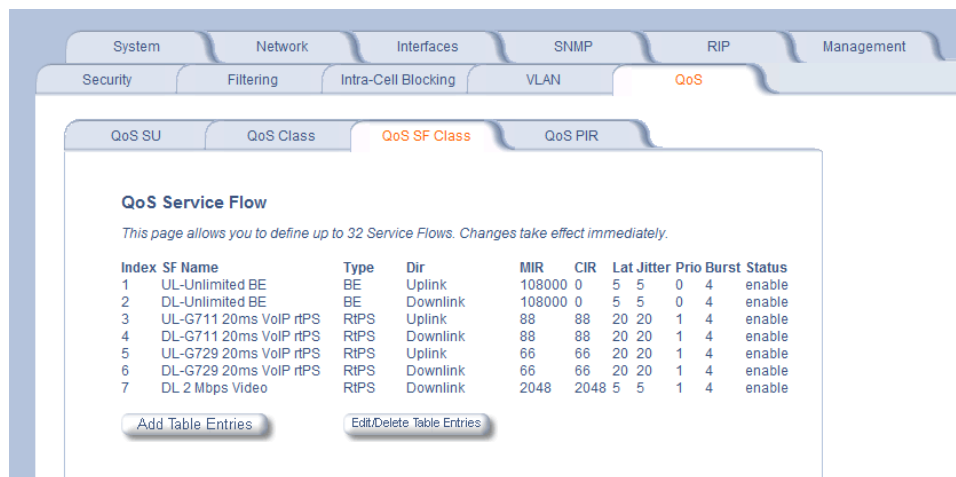 System Network Interfaces SNMP RIP Management
Security Filtering Intra-Cell Blocking VLAN QoS
QoS SU QoS Class QoS SF Class QoS PIR
QoS Service Flow
This page allows you to define up to 32 Service Flows. Changes take effect immediately.
Index SF Name Type Dir MIR CIR Lat Jitter Prio Burst Status
1 UL-Unlimited BE BE Uplink 108000 0 5 5 0 4 enable
2 DL-Unlimited BE BE Downlink 108000 0 5 5 0 4 enable
3 UL-G711 20ms VoIP rtPS RtPS Uplink 88 88 20 20 1 4 enable
4 DL-G711 20ms VoIP rtPS RtPS Downlink 88 88 20 20 1 4 enable
5 UL-G729 20ms VoIP rtPS RtPS Uplink 66 66 20 20 1 4 enable
6 DL-G729 20ms VoIP rtPS RtPS Downlink 66 66 20 20 1 4 enable
7 DL 2 Mbps Video RtPS Downlink 2048 2048 5 5 1 4 enable
Add Table Entries Edit/Delete Table Entries